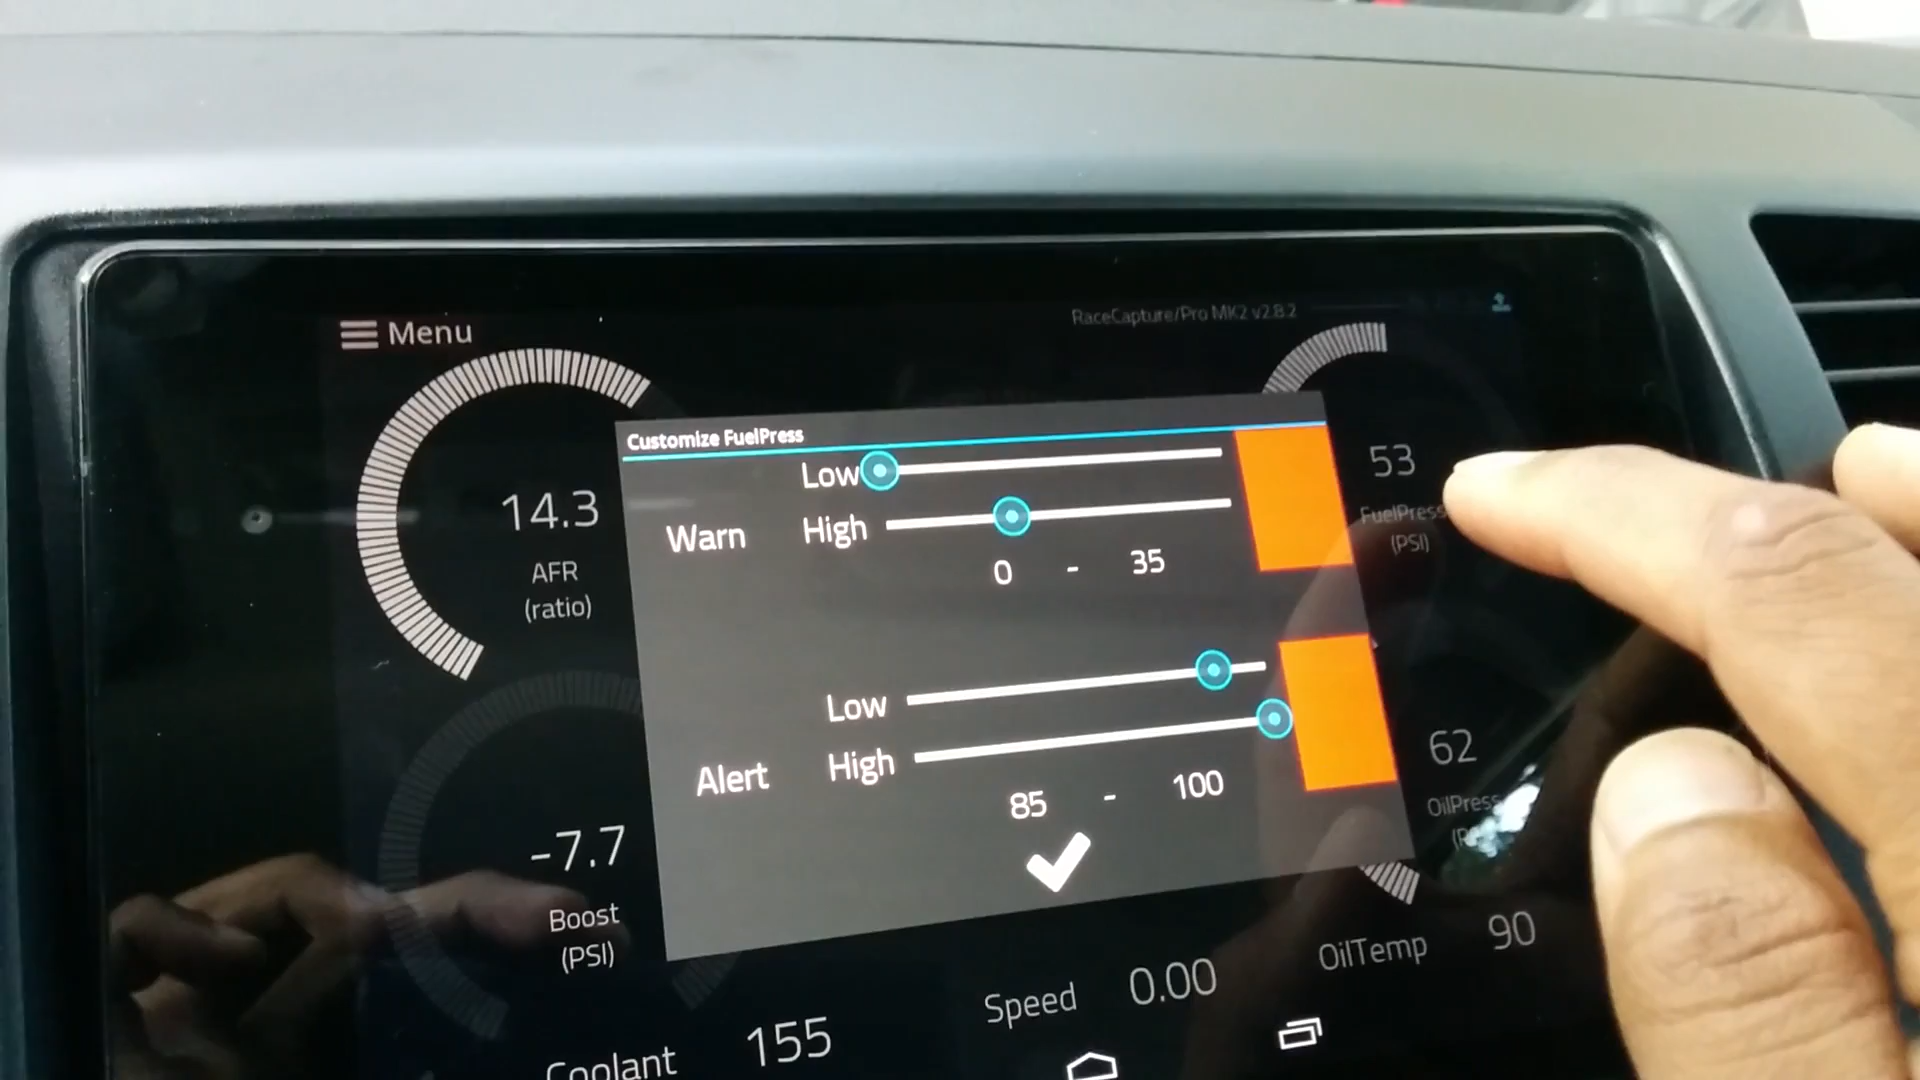 Menu
RaceCapture/Pro MK2 v2.8.2
Customize FuelPress
Low
Warn
High
0 - 35
Low
Alert
High
85 - 100
14.3
AFR
(ratio)
53
FuelPress
(PSI)
-7.7
Boost
(PSI)
62
OilPress
Coolant 155
Speed 0.00
OilTemp 90